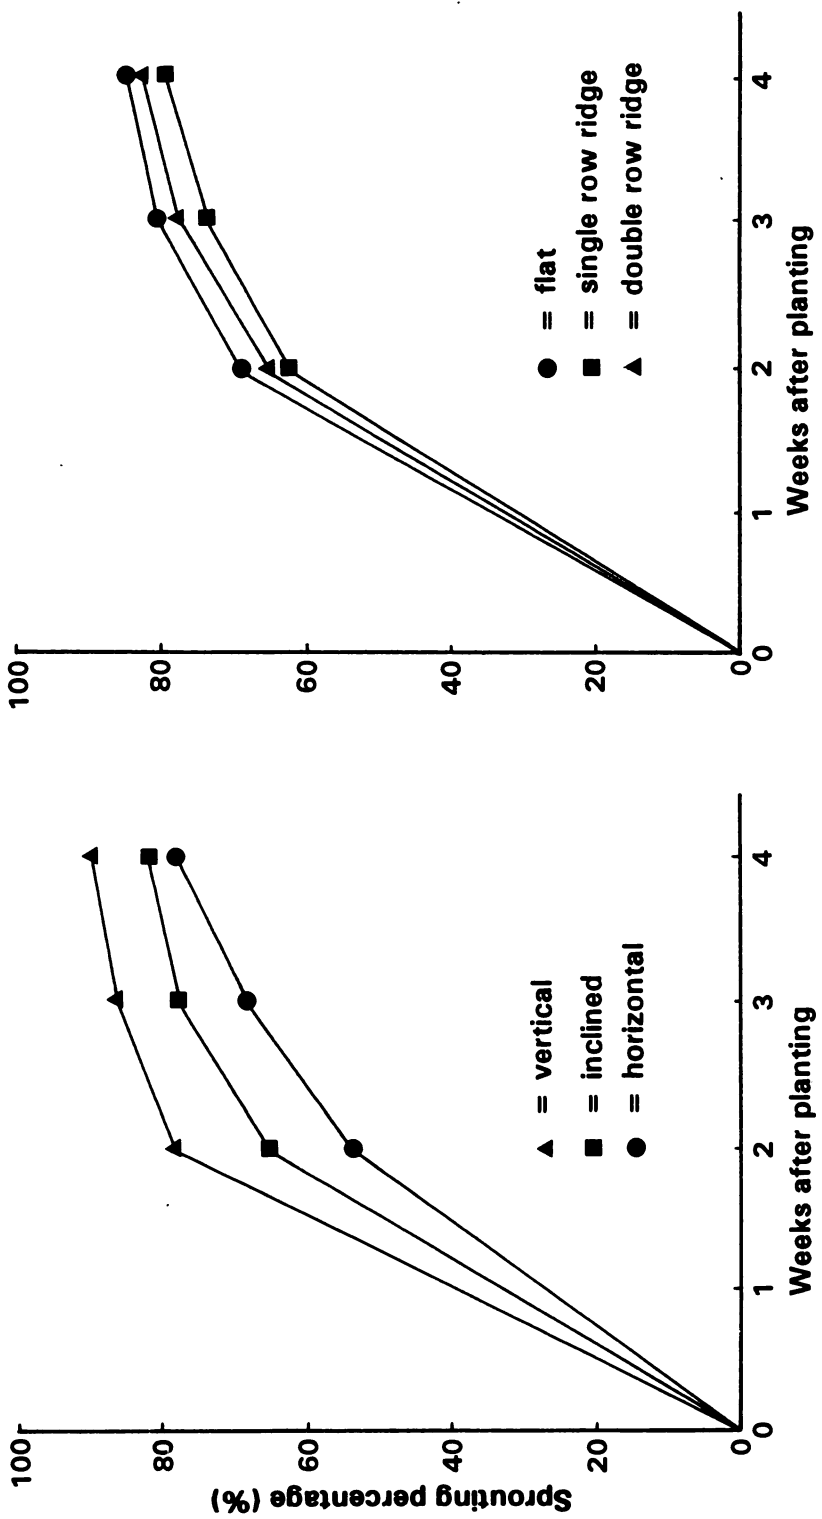 Sprouting percentage (%)
100
80
60
40
20
0
1
2
3
4
Weeks after planting
▲ = vertical
■ = inclined
● = horizontal
100
80
60
40
20
0
1
2
3
4
Weeks after planting
● = flat
■ = single row ridge
▲ = double row ridge